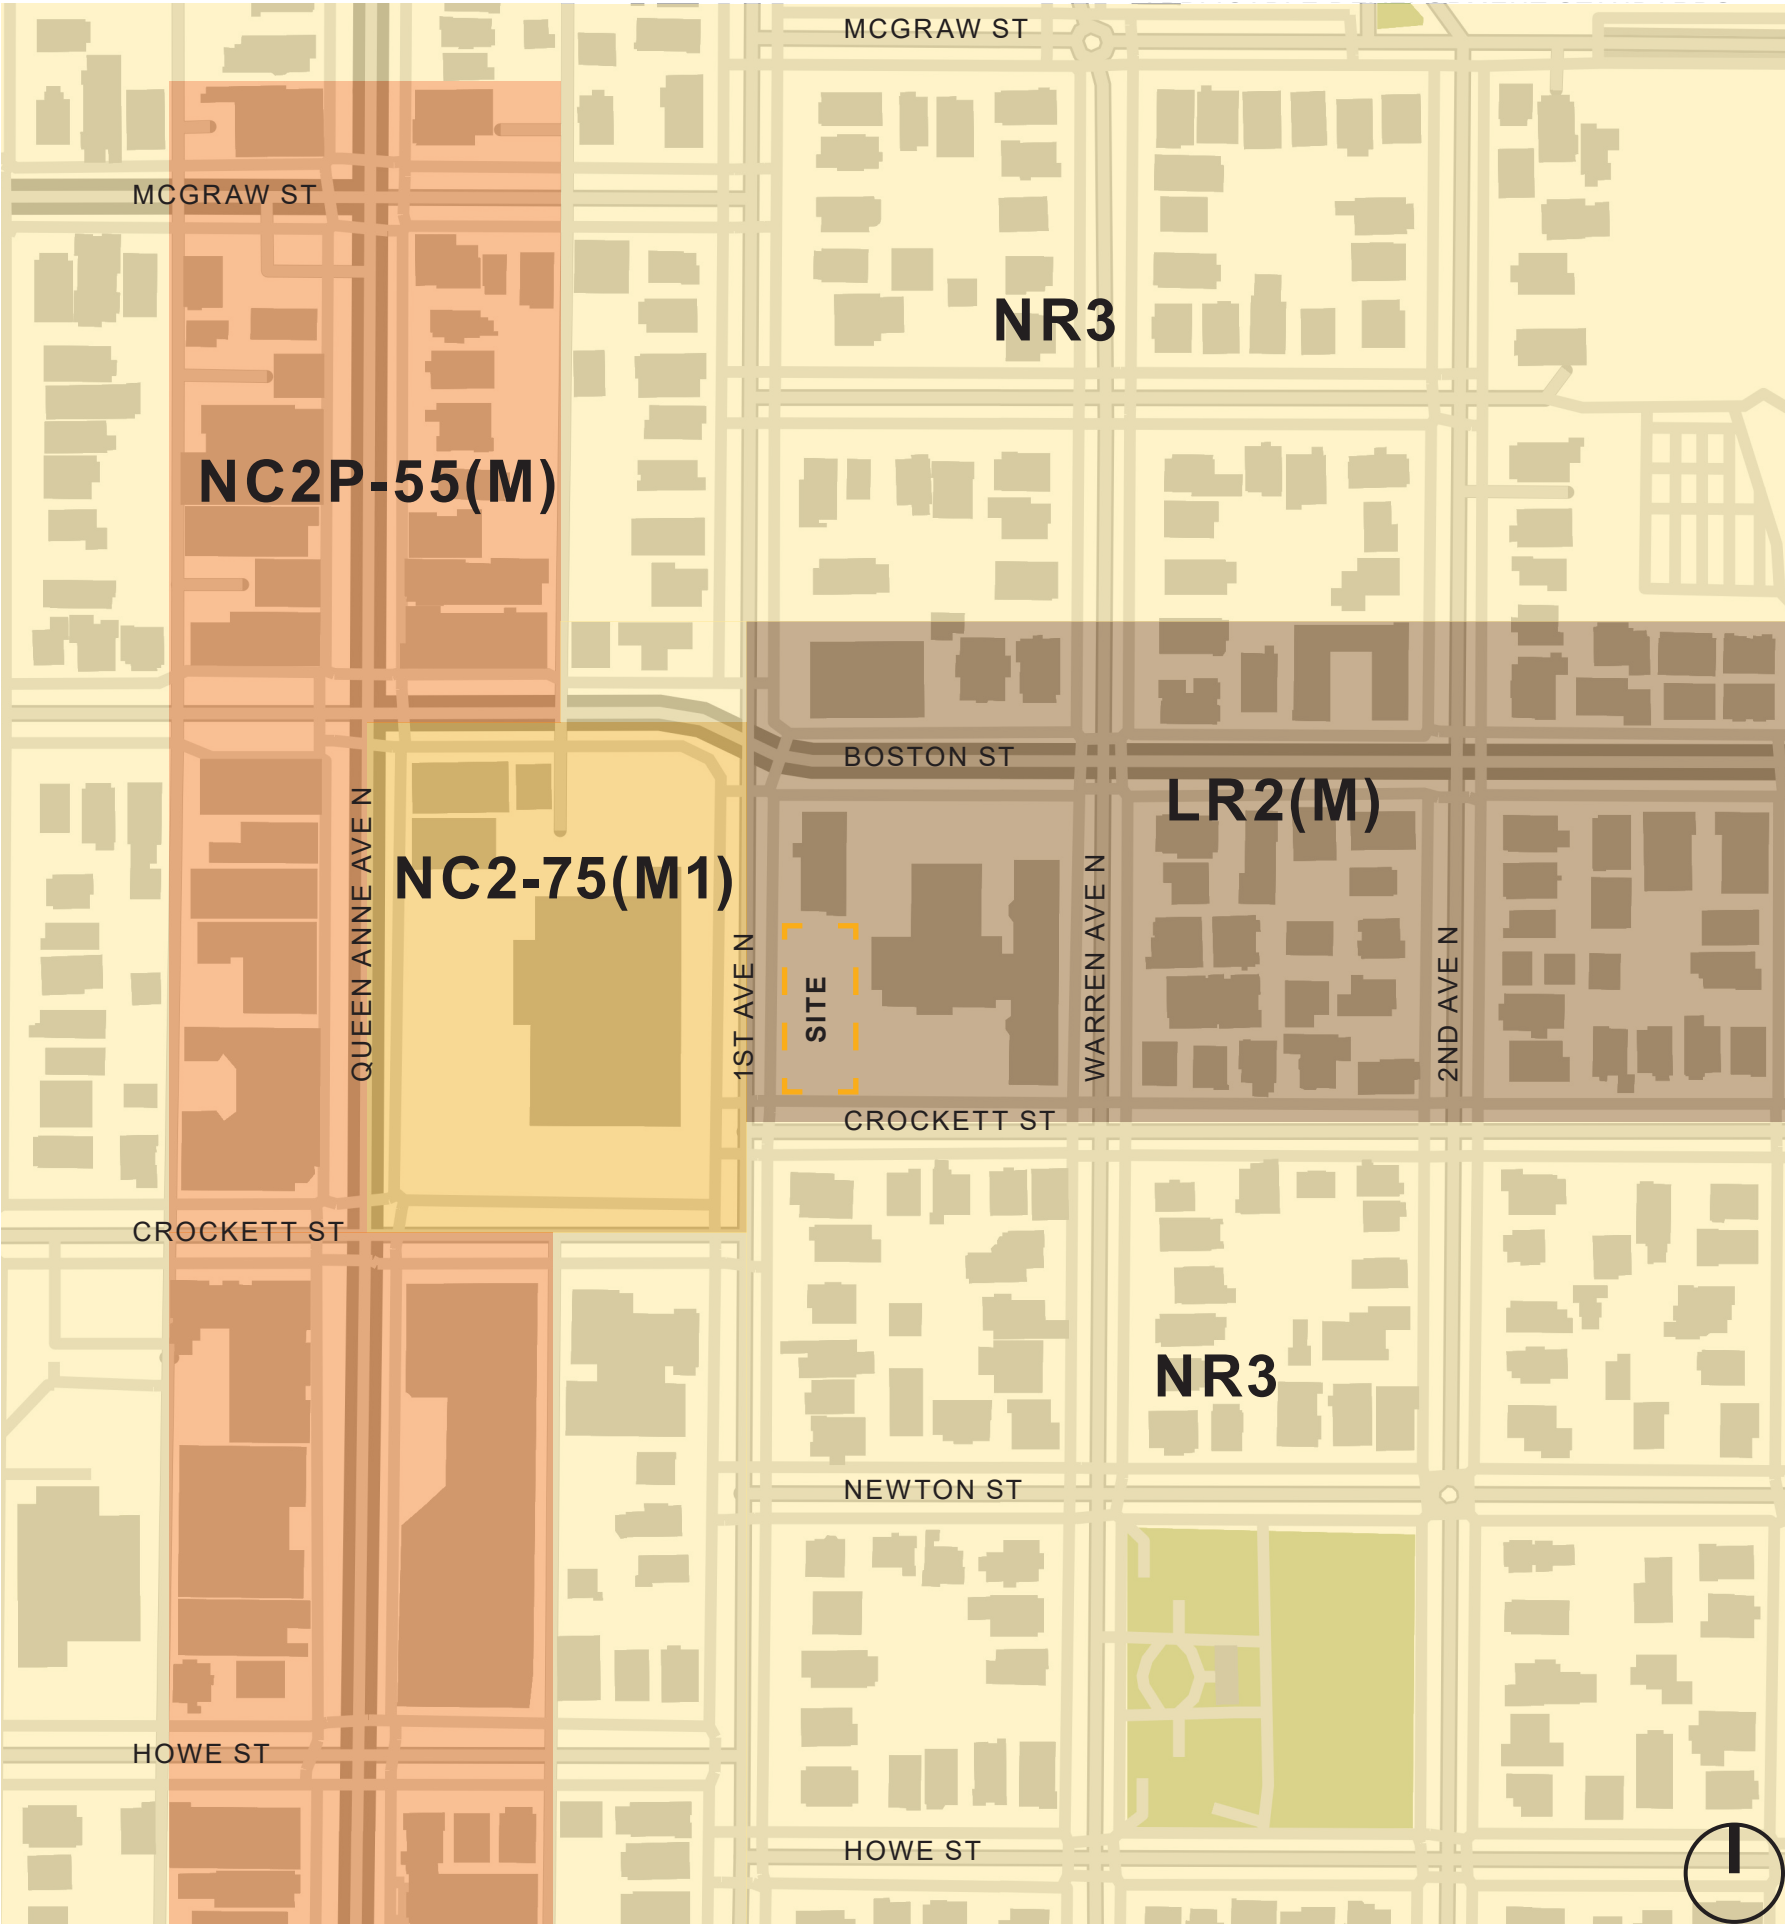 MCGRAW ST
MCGRAW ST
NR3
NC2P-55(M)
BOSTON ST
LR2(M)
QUEEN ANNE AVE N
NC2-75(M1)
1ST AVE N
SITE
WARREN AVE N
2ND AVE N
CROCKETT ST
CROCKETT ST
NR3
NEWTON ST
HOWE ST
HOWE ST